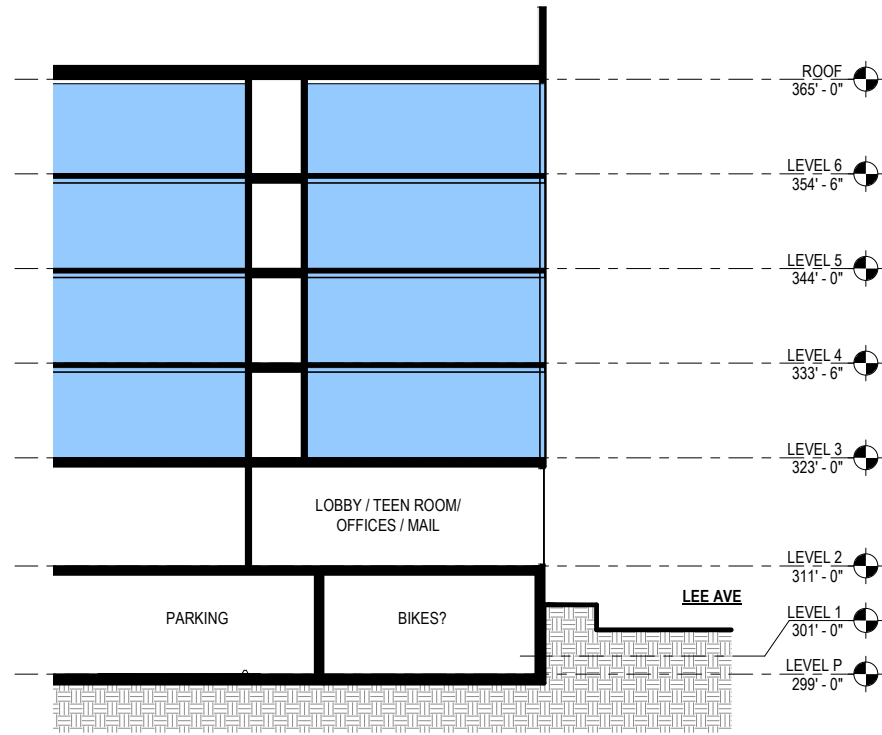 ROOF
365' - 0"
LEVEL 6
354' - 6"
LEVEL 5
344' - 0"
LEVEL 4
333' - 6"
LEVEL 3
323' - 0"
LOBBY / TEEN ROOM/
OFFICES / MAIL
LEVEL 2
311' - 0"
LEE AVE
PARKING
BIKES?
LEVEL 1
301' - 0"
LEVEL P
299' - 0"